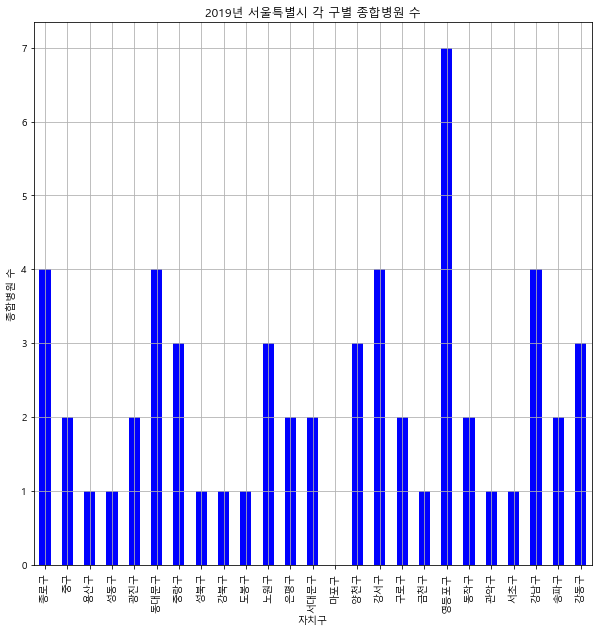 2019년 서울특별시 각 구별 종합병원 수
종합병원 수
7
6
5
4
3
2
1
0
종로구
중구
용산구
성동구
광진구
동대문구
중랑구
성북구
강북구
도봉구
노원구
은평구
서대문구
마포구
양천구
강서구
구로구
금천구
영등포구
동작구
관악구
서초구
강남구
송파구
강동구
자치구